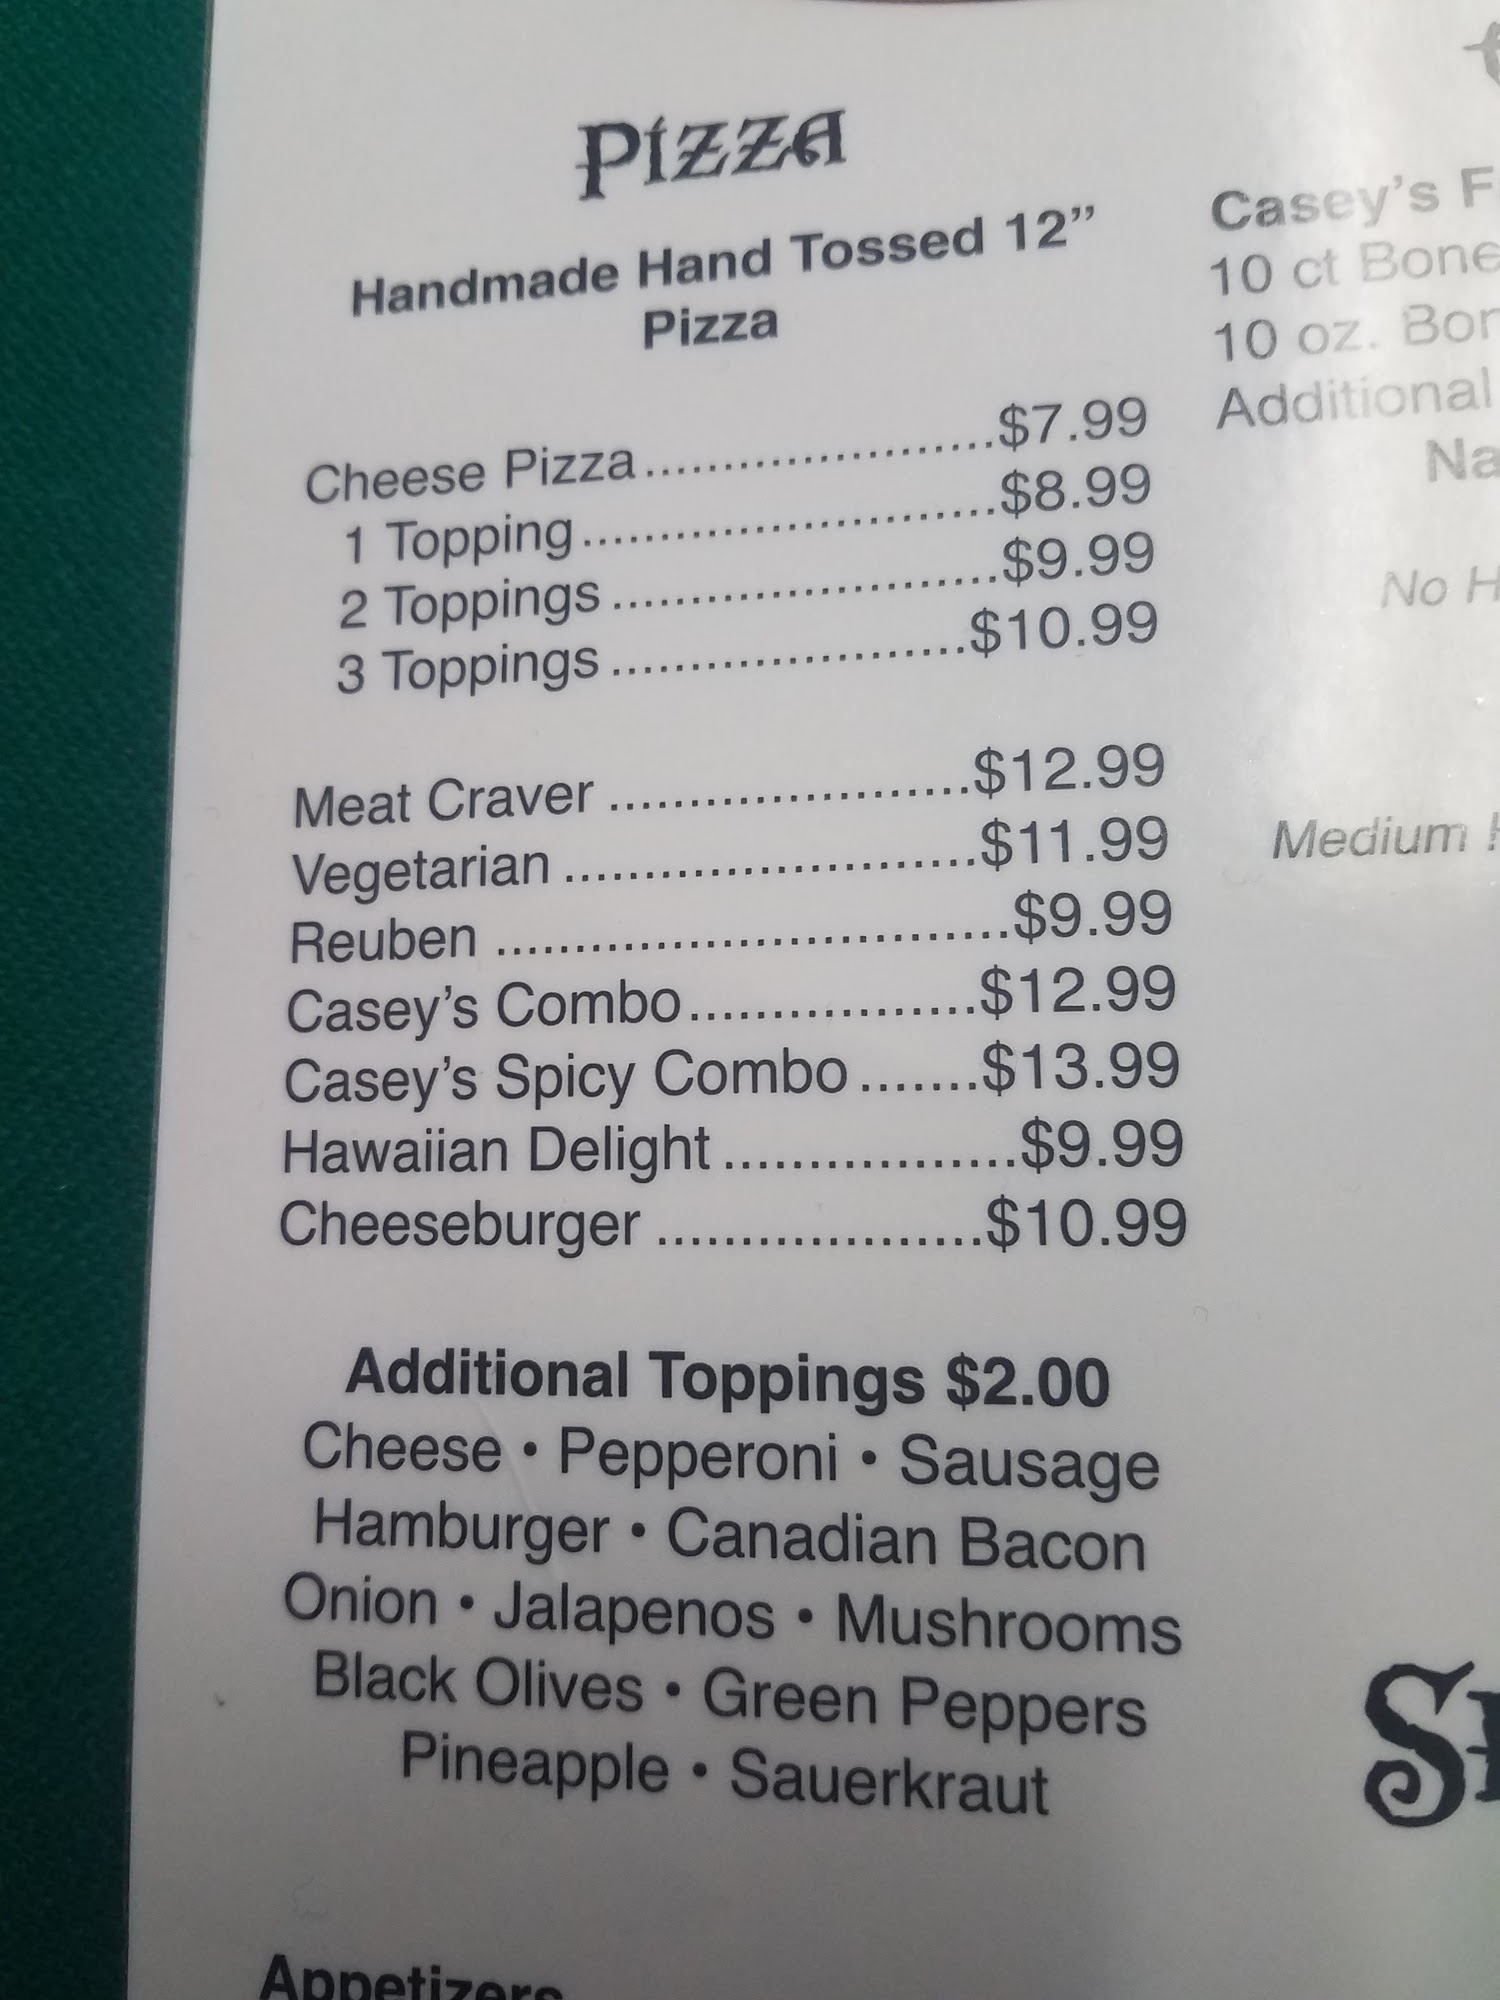 Pizza
Handmade Hand Tossed 12”
Pizza
Cheese Pizza......................$7.99
1 Topping...........................$8.99
2 Toppings.........................$9.99
3 Toppings.......................$10.99
Meat Craver.......................$12.99
Vegetarian..........................$11.99
Reuben.................................$9.99
Casey’s Combo..................$12.99
Casey’s Spicy Combo.......$13.99
Hawaiian Delight..................$9.99
Cheeseburger....................$10.99
Additional Toppings $2.00
Cheese • Pepperoni • Sausage
Hamburger • Canadian Bacon
Onion • Jalapenos • Mushrooms
Black Olives • Green Peppers
Pineapple • Sauerkraut
Appetizers
Casey’s
10 ct
10 oz.
Additional
No
Medium